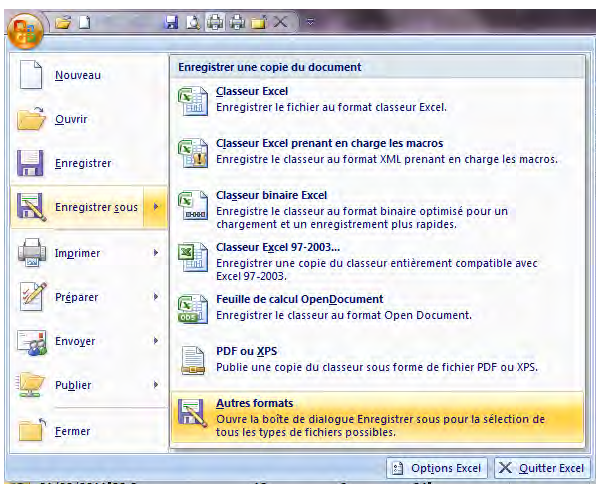 Nouveau
Ouvrir
Enregistrer
Enregistrer sous
Imprimer
Préparer
Envoyer
Publier
Fermer
Enregistrer une copie du document
Classeur Excel
Enregistrer le fichier au format classeur Excel.
Classeur Excel prenant en charge les macros
Enregistre le classeur au format XML prenant en charge les macros.
Classeur binaire Excel
Enregistrer le classeur au format binaire optimisé pour un
chargement et un enregistrement plus rapides.
Classeur Excel 97-2003...
Enregistrer une copie du classeur entièrement compatible avec
Excel 97-2003.
Feuille de calcul OpenDocument
Enregistrer le classeur au format Open Document.
PDF ou XPS
Publie une copie du classeur sous forme de fichier PDF ou XPS.
Autres formats
Ouvre la boîte de dialogue Enregistrer sous pour la sélection de
tous les types de fichiers possibles.
Options Excel
Quitter Excel